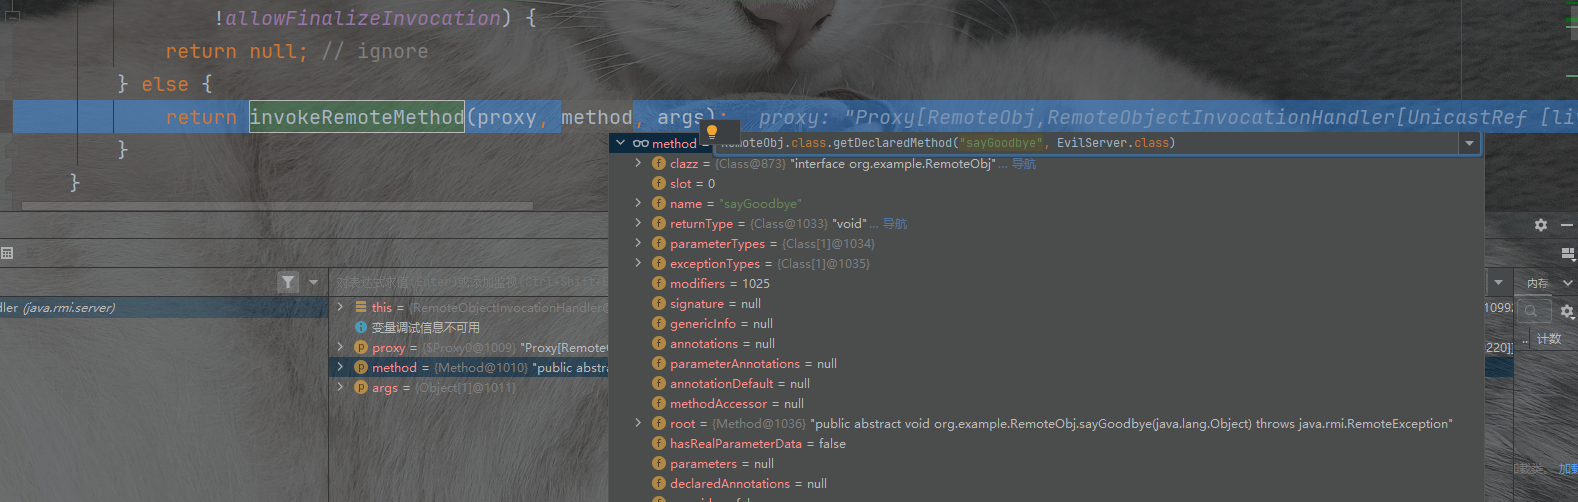 !allowFinalizeInvocation) {
return null; // ignore
} else {
return invokeRemoteMethod(proxy, method, args); proxy: "Proxy[RemoteObj,RemoteObjectInvocationHandler[UnicastRef [li
}
}
method = RemoteObj.class.getDeclaredMethod("sayGoodbye", EvilServer.class)
clazz = {Class@873} "interface org.example.RemoteObj"... 导航
slot = 0
name = "sayGoodbye"
returnType = {Class@1033} "void"... 导航
parameterTypes = {Class[1]@1034}
exceptionTypes = {Class[1]@1035}
modifiers = 1025
signature = null
genericInfo = null
annotations = null
parameterAnnotations = null
annotationDefault = null
methodAccessor = null
root = {Method@1036} "public abstract void org.example.RemoteObj.sayGoodbye(java.lang.Object) throws java.rmi.RemoteException"
hasRealParameterData = false
parameters = null
declaredAnnotations = null
对表达式求值(Enter)或添加监视(Ctrl+Shift+
内存
dler (java.rmi.server)
this = {RemoteObjectInvocationHandler@
变量调试信息不可用
proxy = {$Proxy0@1009} "Proxy[Remote
method = {Method@1010} "public abstra
args = {Object[1]@1011}
1099
.. 计数
220]]
加载类。 加载